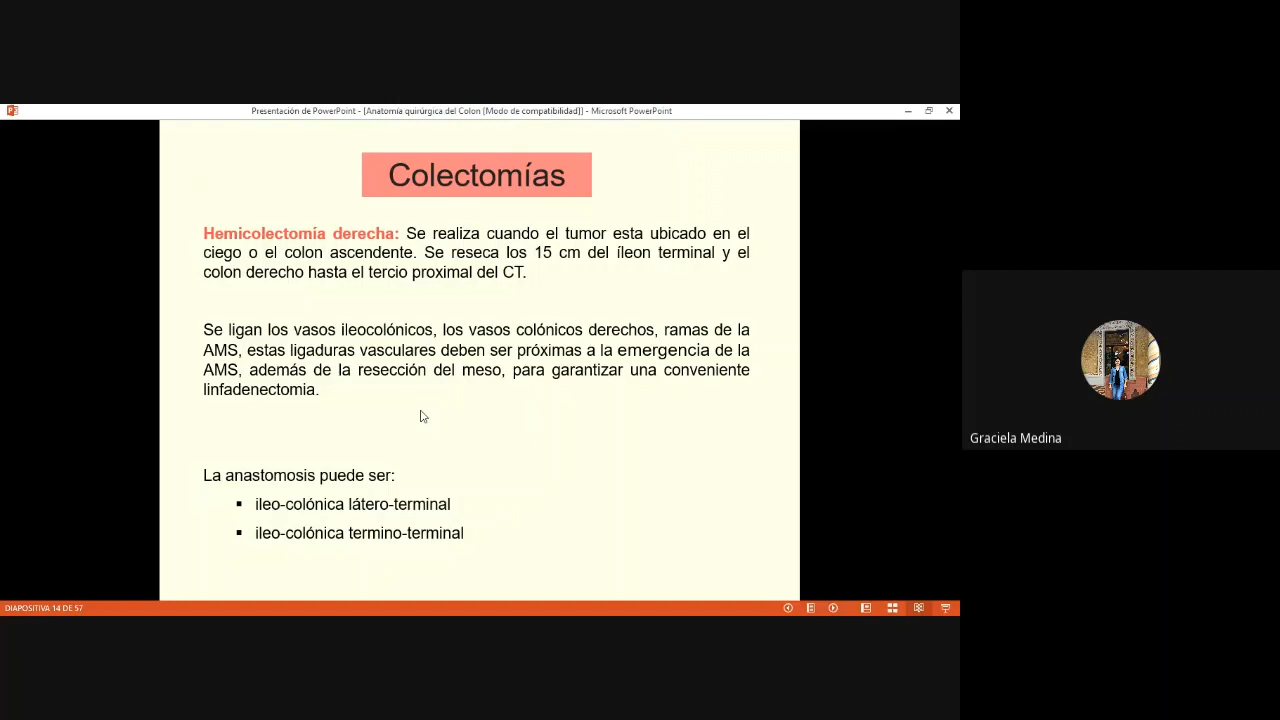 Presentación de PowerPoint - [Anatomía quirúrgica del Colon [Modo de compatibilidad]] - Microsoft PowerPoint
Colectomías
Hemicolectomía derecha: Se realiza cuando el tumor esta ubicado en el
ciego o el colon ascendente. Se reseca los 15 cm del íleon terminal y el
colon derecho hasta el tercio proximal del CT.
Se ligan los vasos ileocolónicos, los vasos colónicos derechos, ramas de la
AMS, estas ligaduras vasculares deben ser próximas a la emergencia de la
AMS, además de la resección del meso, para garantizar una conveniente
linfadenectomia.
La anastomosis puede ser:
▪ ileo-colónica látero-terminal
▪ ileo-colónica termino-terminal
Graciela Medina
DIAPOSITIVA 14 DE 57